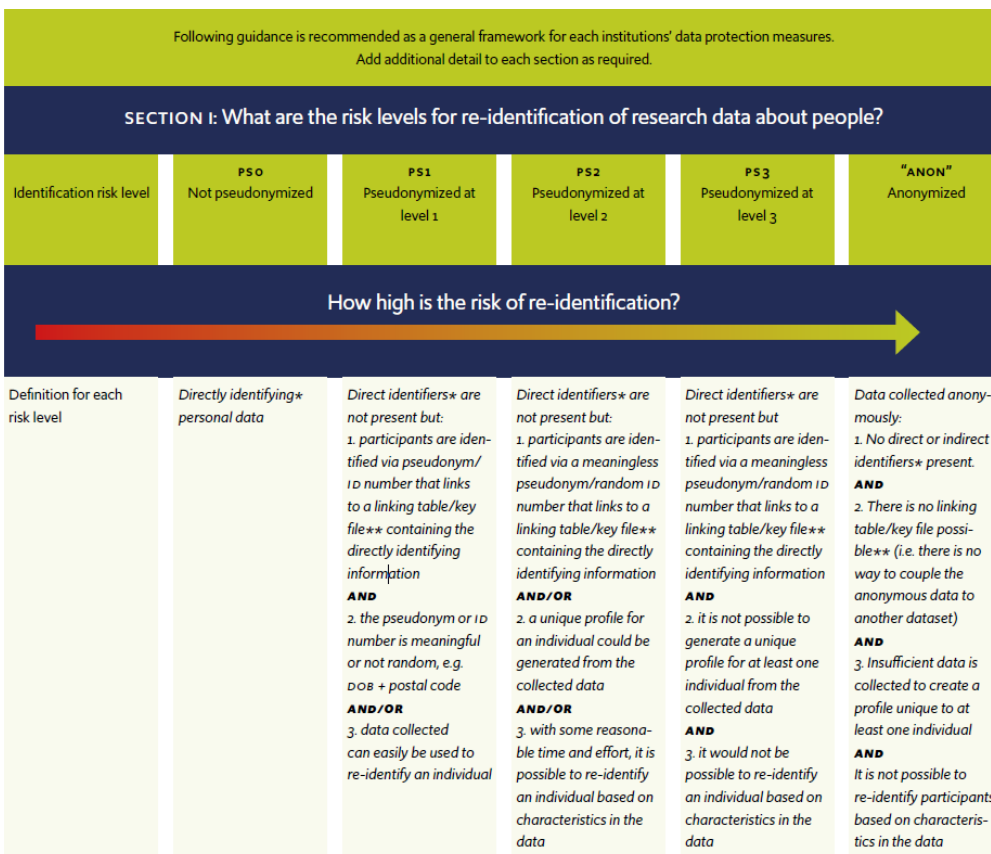 Following guidance is recommended as a general framework for each institutions' data protection measures.
Add additional detail to each section as required.
SECTION I: What are the risk levels for re-identification of research data about people?
Identification risk level
PS0
Not pseudonymized
PS1
Pseudonymized at
level 1
PS2
Pseudonymized at
level 2
PS3
Pseudonymized at
level 3
"ANON"
Anonymized
How high is the risk of re-identification?
Definition for each
risk level
Directly identifying*
personal data
Direct identifiers* are
not present but:
1. participants are iden-
tified via pseudonym/
ID number that links
to a linking table/key
file** containing the
directly identifying
information
AND
2. the pseudonym or ID
number is meaningful
or not random, e.g.
DOB + postal code
AND/OR
3. data collected
can easily be used to
re-identify an individual
Direct identifiers* are
not present but:
1. participants are iden-
tified via a meaningless
pseudonym/random ID
number that links to a
linking table/key file**
containing the directly
identifying information
AND/OR
2. a unique profile for
an individual could be
generated from the
collected data
AND/OR
3. with some reasona-
ble time and effort, it is
possible to re-identify
an individual based on
characteristics in the
data
Direct identifiers* are
not present but
1. participants are iden-
tified via a meaningless
pseudonym/random ID
number that links to a
linking table/key file**
containing the directly
identifying information
AND
2. it is not possible to
generate a unique
profile for at least one
individual from the
collected data
AND
3. it would not be
possible to re-identify
an individual based on
characteristics in the
data
Data collected anony-
mously:
1. No direct or indirect
identifiers* present.
AND
2. There is no linking
table/key file possi-
ble** (i.e. there is no
way to couple the
anonymous data to
another dataset)
AND
3. Insufficient data is
collected to create a
profile unique to at
least one individual
AND
It is not possible to
re-identify participants
based on characteris-
tics in the data